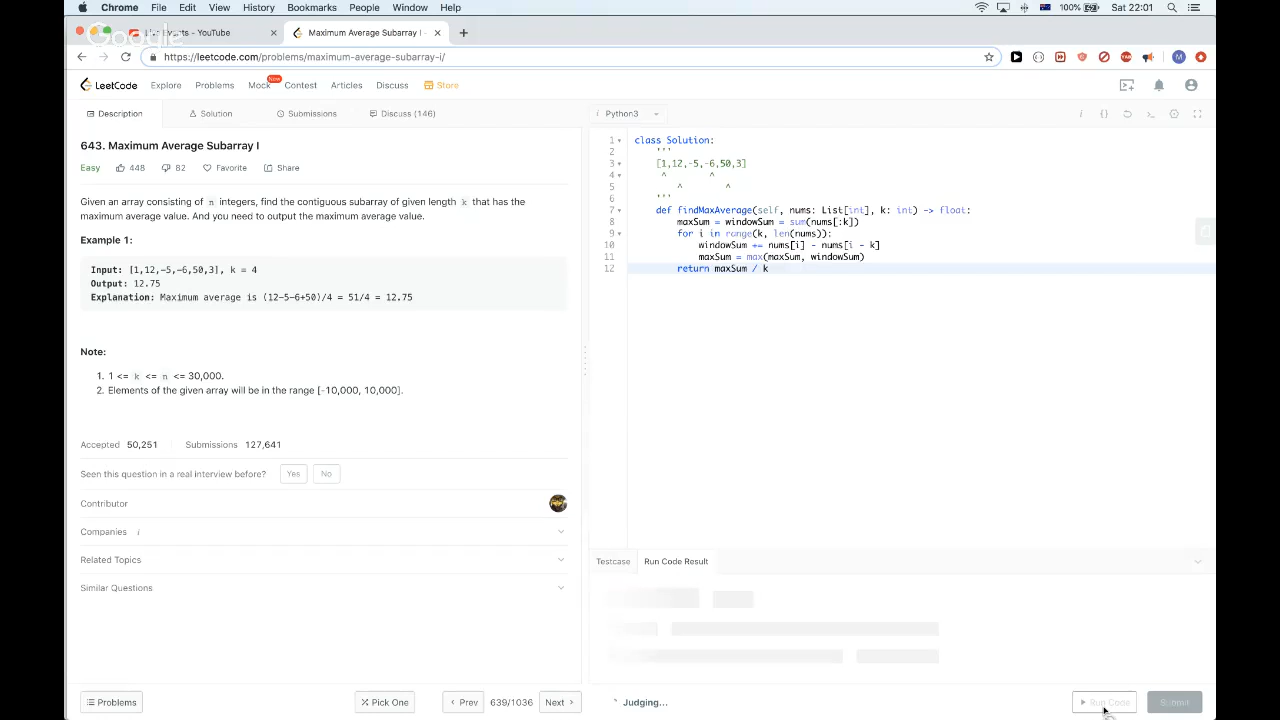 Chrome File Edit View History Bookmarks People Window Help 100% Sat 22:01
Google
Live Events - YouTube
Maximum Average Subarray I -
https://leetcode.com/problems/maximum-average-subarray-i/
LeetCode Explore Problems Mock New Contest Articles Discuss Store
Description Solution Submissions Discuss (146)
i Python3
643. Maximum Average Subarray I
Easy 448 82 Favorite Share
Given an array consisting of n integers, find the contiguous subarray of given length k that has the
maximum average value. And you need to output the maximum average value.
Example 1:
Input: [1,12,-5,-6,50,3], k = 4
Output: 12.75
Explanation: Maximum average is (12-5-6+50)/4 = 51/4 = 12.75
Note:
1. 1 <= k <= n <= 30,000.
2. Elements of the given array will be in the range [-10,000, 10,000].
Accepted 50,251 Submissions 127,641
Seen this question in a real interview before? Yes No
Contributor
Companies i
Related Topics
Similar Questions
Problems Pick One Prev 639/1036 Next
1 class Solution:
2 '''
3 [1,12,-5,-6,50,3]
4 ^ ^
5 ^ ^
6 '''
7 def findMaxAverage(self, nums: List[int], k: int) -> float:
8 maxSum = windowSum = sum(nums[:k])
9 for i in range(k, len(nums)):
10 windowSum += nums[i] - nums[i - k]
11 maxSum = max(maxSum, windowSum)
12 return maxSum / k
Testcase Run Code Result
Judging... Run Code Submit